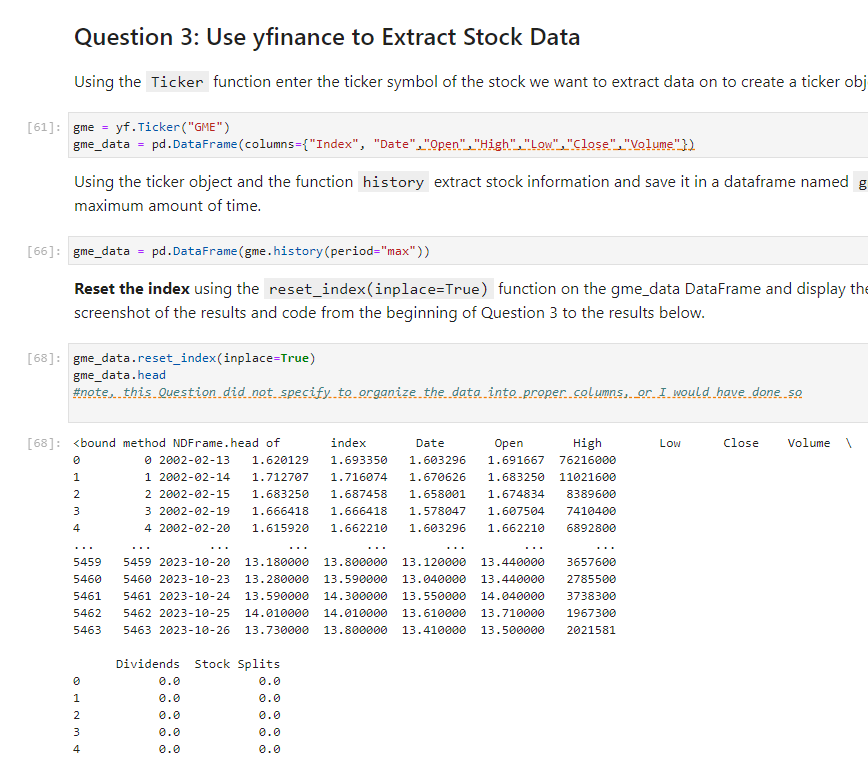 Question 3: Use yfinance to Extract Stock Data
Using the Ticker function enter the ticker symbol of the stock we want to extract data on to create a ticker obj
[61]: gme = yf.Ticker("GME")
gme_data = pd.DataFrame(columns={"Index", "Date","Open","High","Low","Close","Volume"})
Using the ticker object and the function history extract stock information and save it in a dataframe named g
maximum amount of time.
[66]: gme_data = pd.DataFrame(gme.history(period="max"))
Reset the index using the reset_index(inplace=True) function on the gme_data DataFrame and display the
screenshot of the results and code from the beginning of Question 3 to the results below.
[68]: gme_data.reset_index(inplace=True)
gme_data.head
#note, this Question did not specify to organize the data into proper columns, or I would have done so
[68]: <bound method NDFrame.head of index Date Open High Low Close Volume \
0 0 2002-02-13 1.620129 1.693350 1.603296 1.691667 76216000
1 1 2002-02-14 1.712707 1.716074 1.670626 1.683250 11021600
2 2 2002-02-15 1.683250 1.687458 1.658001 1.674834 8389600
3 3 2002-02-19 1.666418 1.666418 1.578047 1.607504 7410400
4 4 2002-02-20 1.615920 1.662210 1.603296 1.662210 6892800
... ... ... ... ... ... ... ...
5459 5459 2023-10-20 13.180000 13.800000 13.120000 13.440000 3657600
5460 5460 2023-10-23 13.280000 13.590000 13.040000 13.440000 2785500
5461 5461 2023-10-24 13.590000 14.300000 13.550000 14.040000 3738300
5462 5462 2023-10-25 14.010000 14.010000 13.610000 13.710000 1967300
5463 5463 2023-10-26 13.730000 13.800000 13.410000 13.500000 2021581
Dividends Stock Splits
0 0.0 0.0
1 0.0 0.0
2 0.0 0.0
3 0.0 0.0
4 0.0 0.0